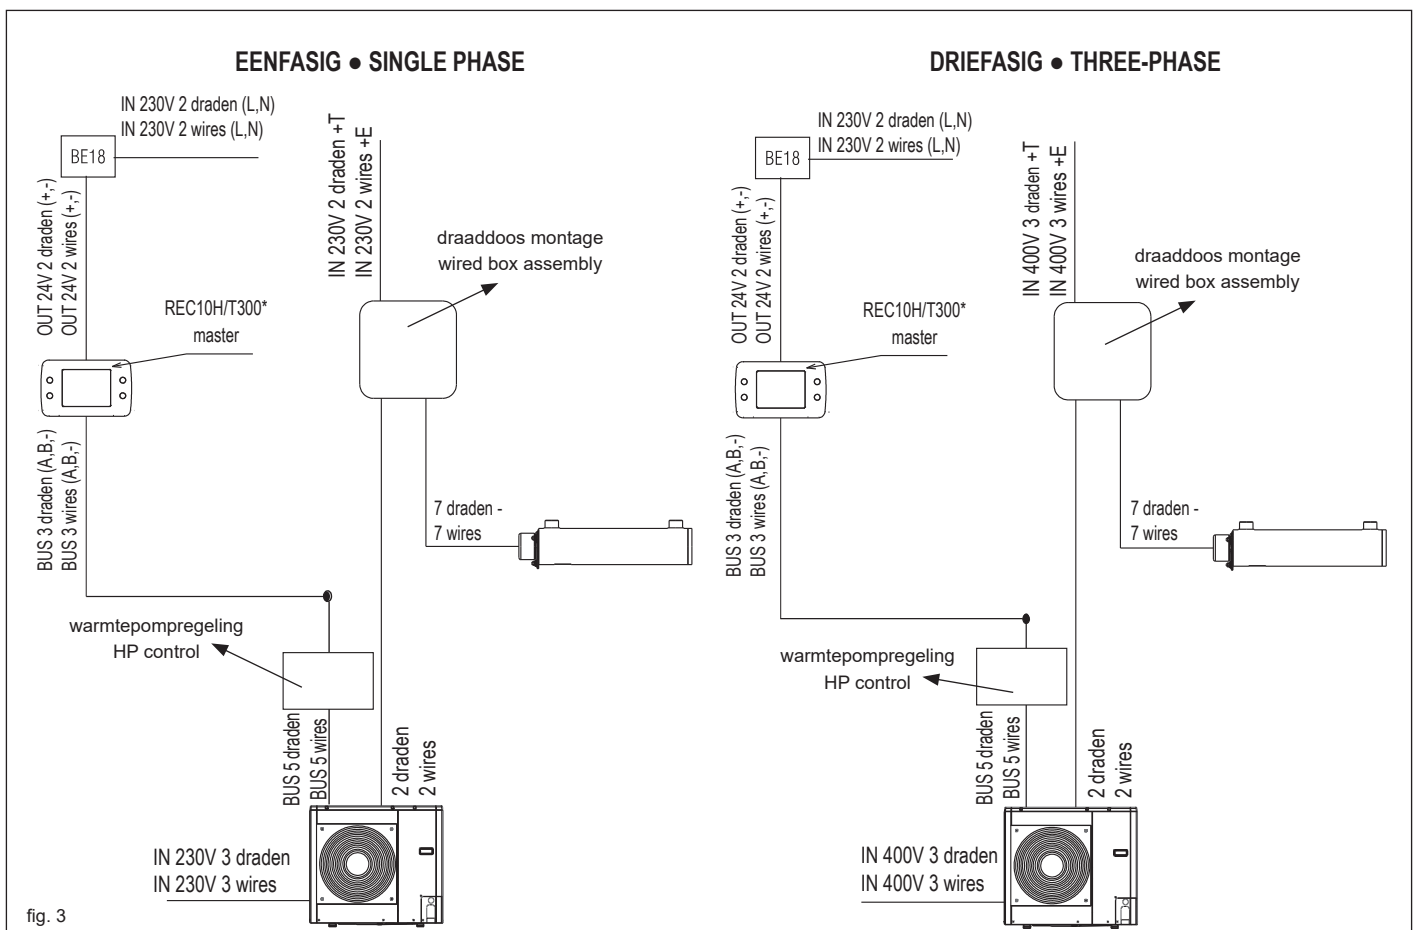 EENFASIG ● SINGLE PHASE
IN 230V 2 draden (L,N)
IN 230V 2 wires (L,N)
BE18
OUT 24V 2 draden (+,-)
OUT 24V 2 wires (+,-)
IN 230V 2 draden +T
IN 230V 2 wires +E
draaddoos montage
wired box assembly
REC10H/T300*
master
BUS 3 draden (A,B,-)
BUS 3 wires (A,B,-)
7 draden -
7 wires
warmtepompregeling
HP control
BUS 5 draden
BUS 5 wires
2 draden
2 wires
IN 230V 3 draden
IN 230V 3 wires
fig. 3
DRIEFASIG ● THREE-PHASE
IN 230V 2 draden (L,N)
IN 230V 2 wires (L,N)
BE18
OUT 24V 2 draden (+,-)
OUT 24V 2 wires (+,-)
IN 400V 3 draden +T
IN 400V 3 wires +E
draaddoos montage
wired box assembly
REC10H/T300*
master
BUS 3 draden (A,B,-)
BUS 3 wires (A,B,-)
7 draden -
7 wires
warmtepompregeling
HP control
BUS 5 draden
BUS 5 wires
2 draden
2 wires
IN 400V 3 draden
IN 400V 3 wires